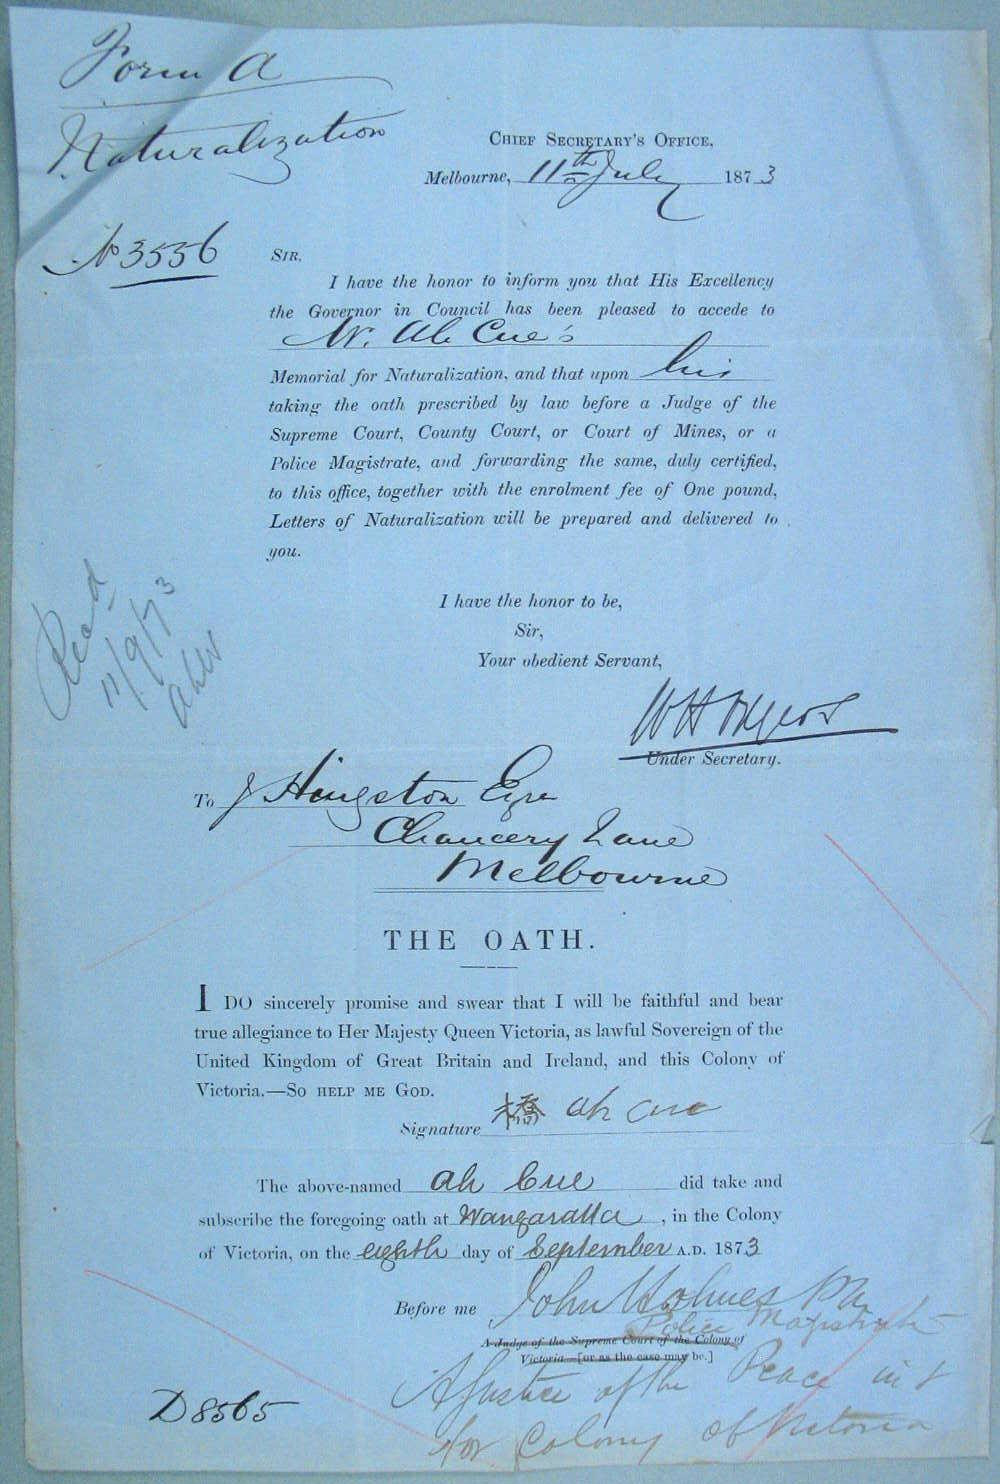 Form A
Naturalization
CHIEF SECRETARY'S OFFICE,
Melbourne, 11th July 1873
No 3556
SIR,
I have the honor to inform you that His Excellency
the Governor in Council has been pleased to accede to
Mr. Ah Cue's
Memorial for Naturalization, and that upon his
taking the oath prescribed by law before a Judge of the
Supreme Court, County Court, or Court of Mines, or a
Police Magistrate, and forwarding the same, duly certified,
to this office, together with the enrolment fee of One pound,
Letters of Naturalization will be prepared and delivered to
you.
Recd
11/9/73
I have the honor to be,
Sir,
Your obedient Servant,
W H Odgers
Under Secretary.
To J Hingston Esqre
Chancery Lane
Melbourne
THE OATH.
I DO sincerely promise and swear that I will be faithful and bear
true allegiance to Her Majesty Queen Victoria, as lawful Sovereign of the
United Kingdom of Great Britain and Ireland, and this Colony of
Victoria.—SO HELP ME GOD.
Signature 橋 Ah Cue
The above-named Ah Cue did take and
subscribe the foregoing oath at Wangaratta, in the Colony
of Victoria, on the eighth day of September A.D. 1873
Before me John Holmes P.M.
Police Magistrate
A Judge of the Supreme Court of the Colony of
Victoria—[or as the case may be.]
A Justice of the Peace in &
for Colony of Victoria
D8565